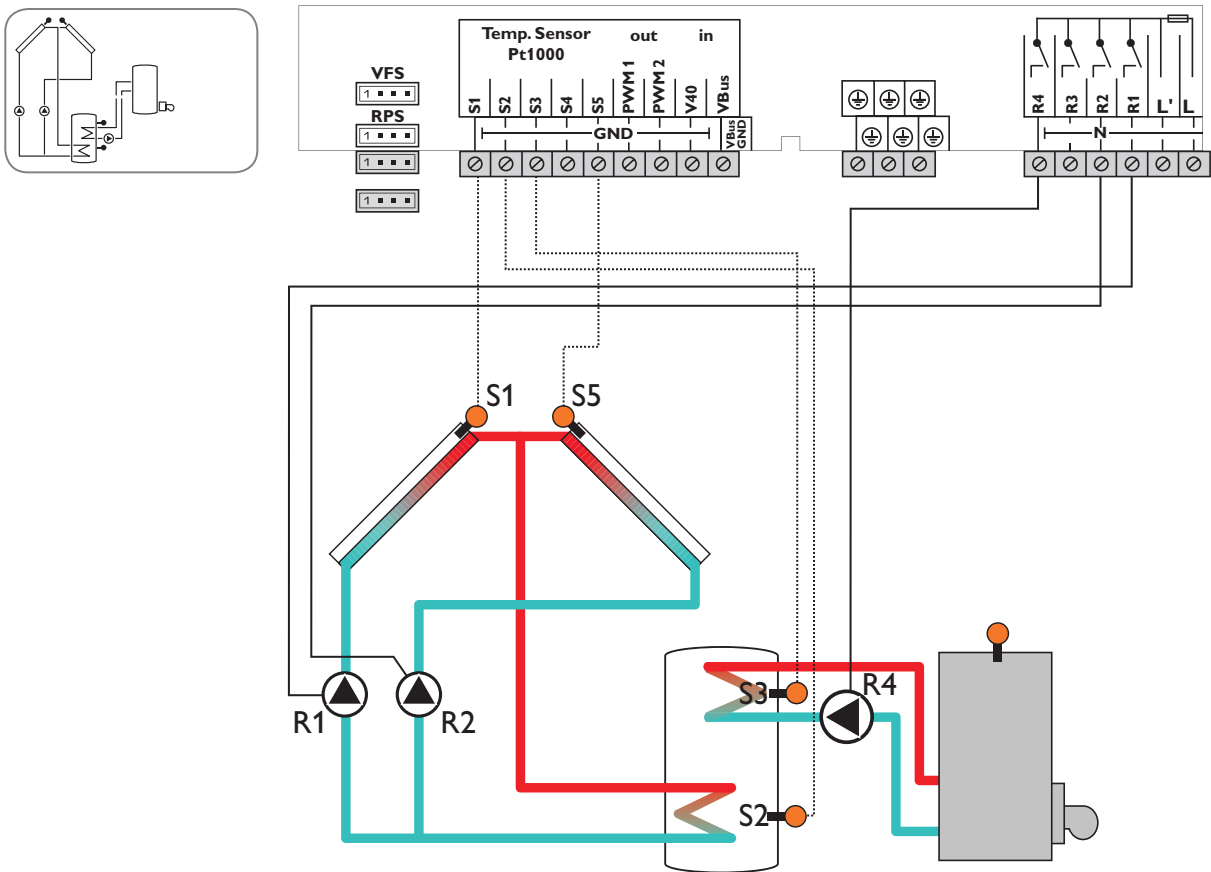 Temp. Sensor out in
Pt1000
VFS
1
RPS
1
1
1
S1 S2 S3 S4 S5 PWM 1 PWM 2 V40 VBus
GND
VBus
GND
R4 R3 R2 R1 L' L
N
S1 S5
S3 R4
R1 R2
S2